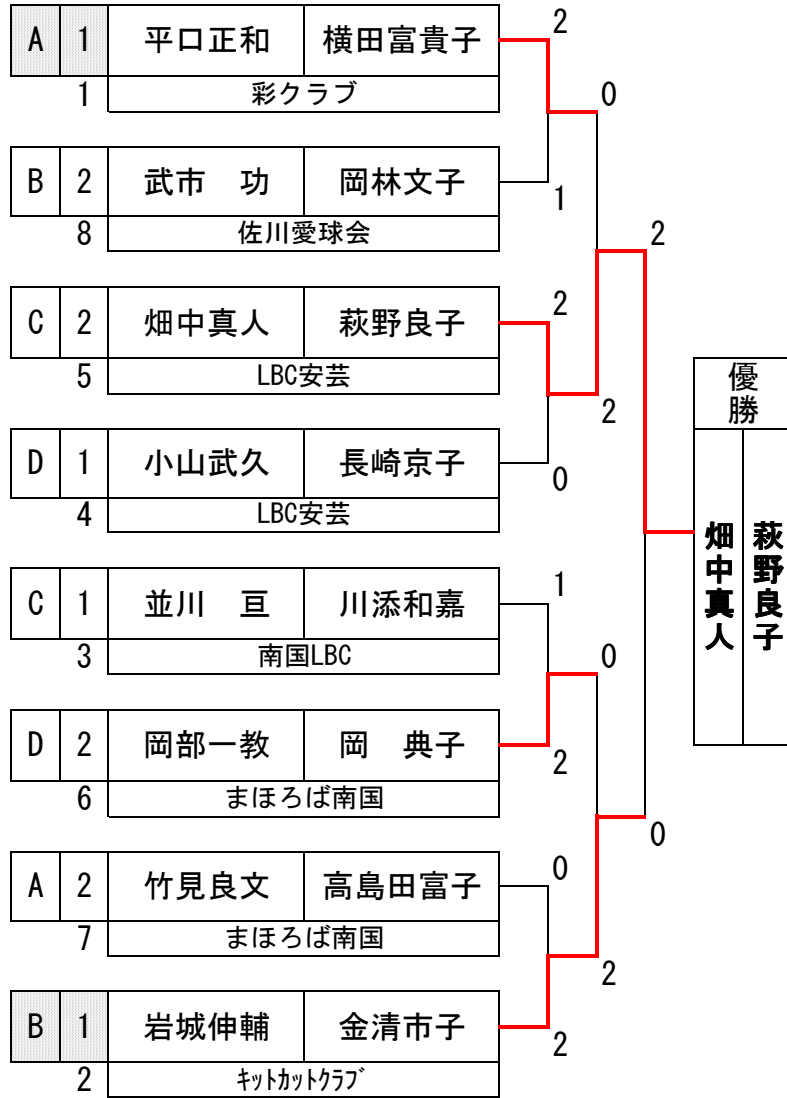 A 1 平口正和 横田富貴子 2
1 彩クラブ 0
B 2 武市　功 岡林文子 1
8 佐川愛球会 2
C 2 畑中真人 萩野良子 2
5 LBC安芸 2
D 1 小山武久 長崎京子 0
4 LBC安芸
C 1 並川　亘 川添和嘉 1
3 南国LBC 0
D 2 岡部一教 岡　典子 2
6 まほろば南国 0
A 2 竹見良文 高島田富子 0
7 まほろば南国 2
B 1 岩城伸輔 金清市子 2
2 ｷｯﾄｶｯﾄｸﾗﾌﾞ
優勝
萩野良子
畑中真人